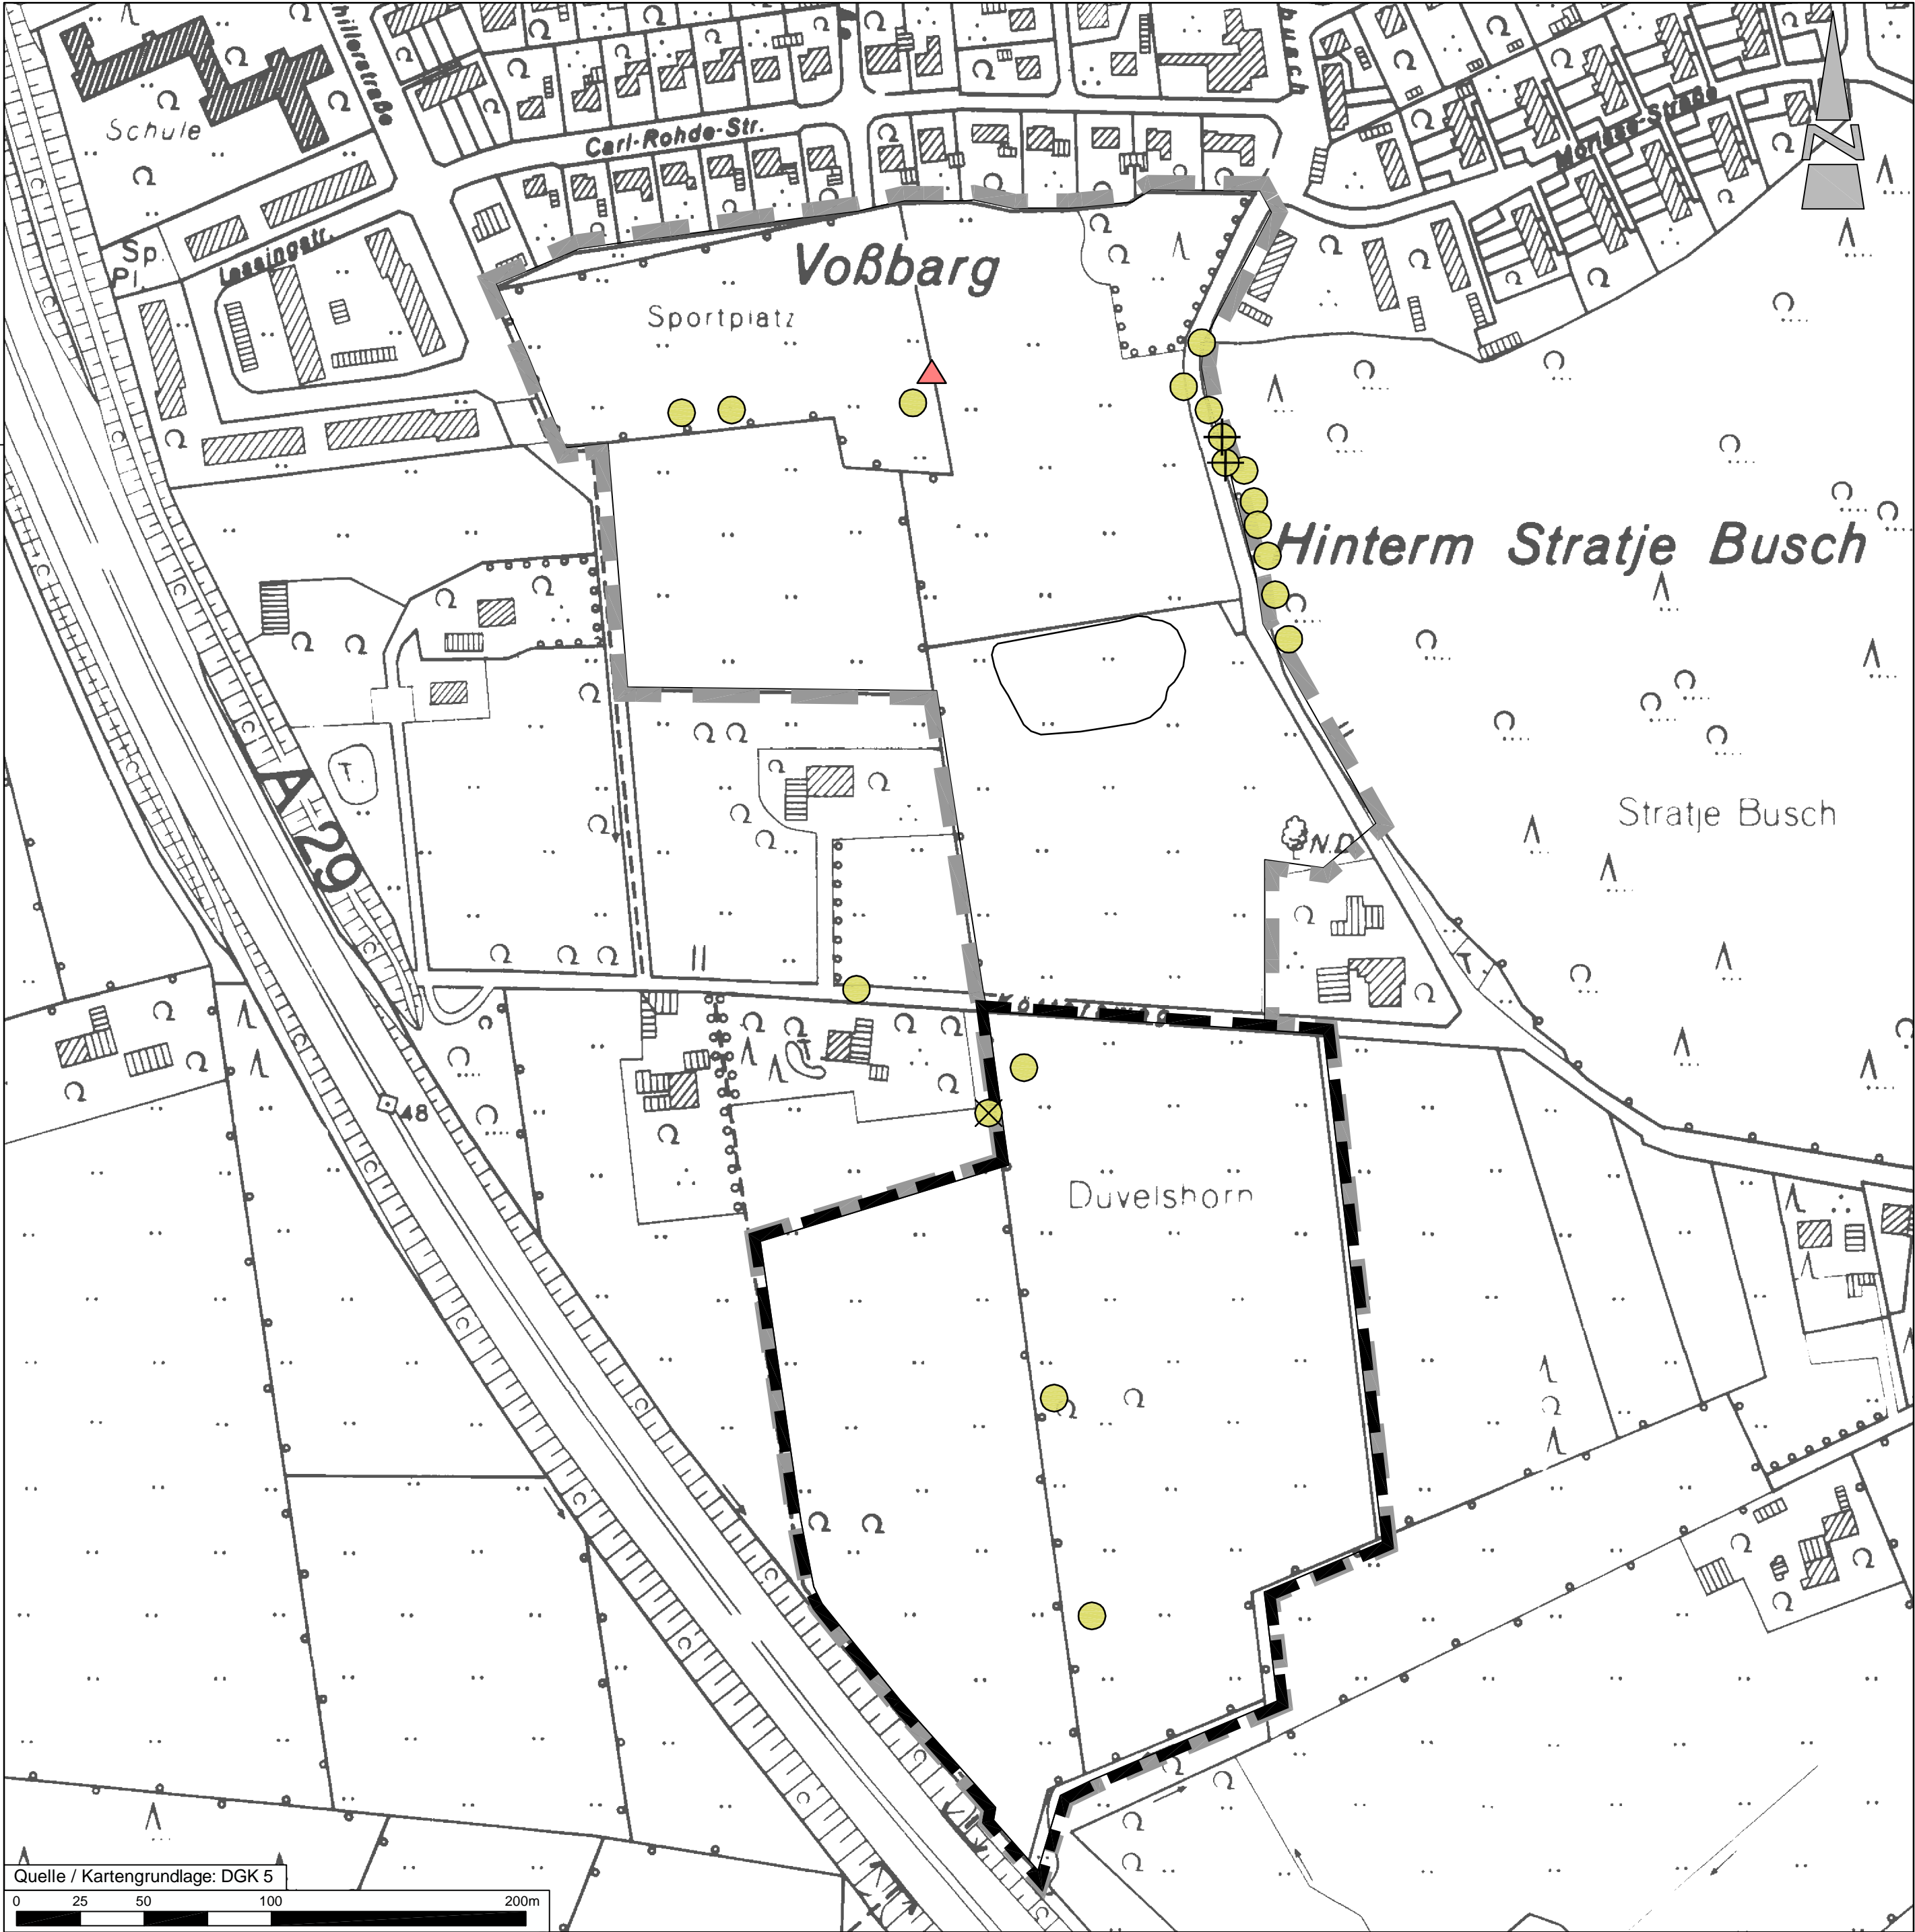 Schule
Carl-Rohde-Str.
Sp.
Pl.
Lessingstr.
Voßbarg
Sportplatz
Hinterm Stratje Busch
T.
A 29
Stratje Busch
N.D.
T.
48
Duvelshorn
Quelle / Kartengrundlage: DGK 5
0 25 50 100 200m
N